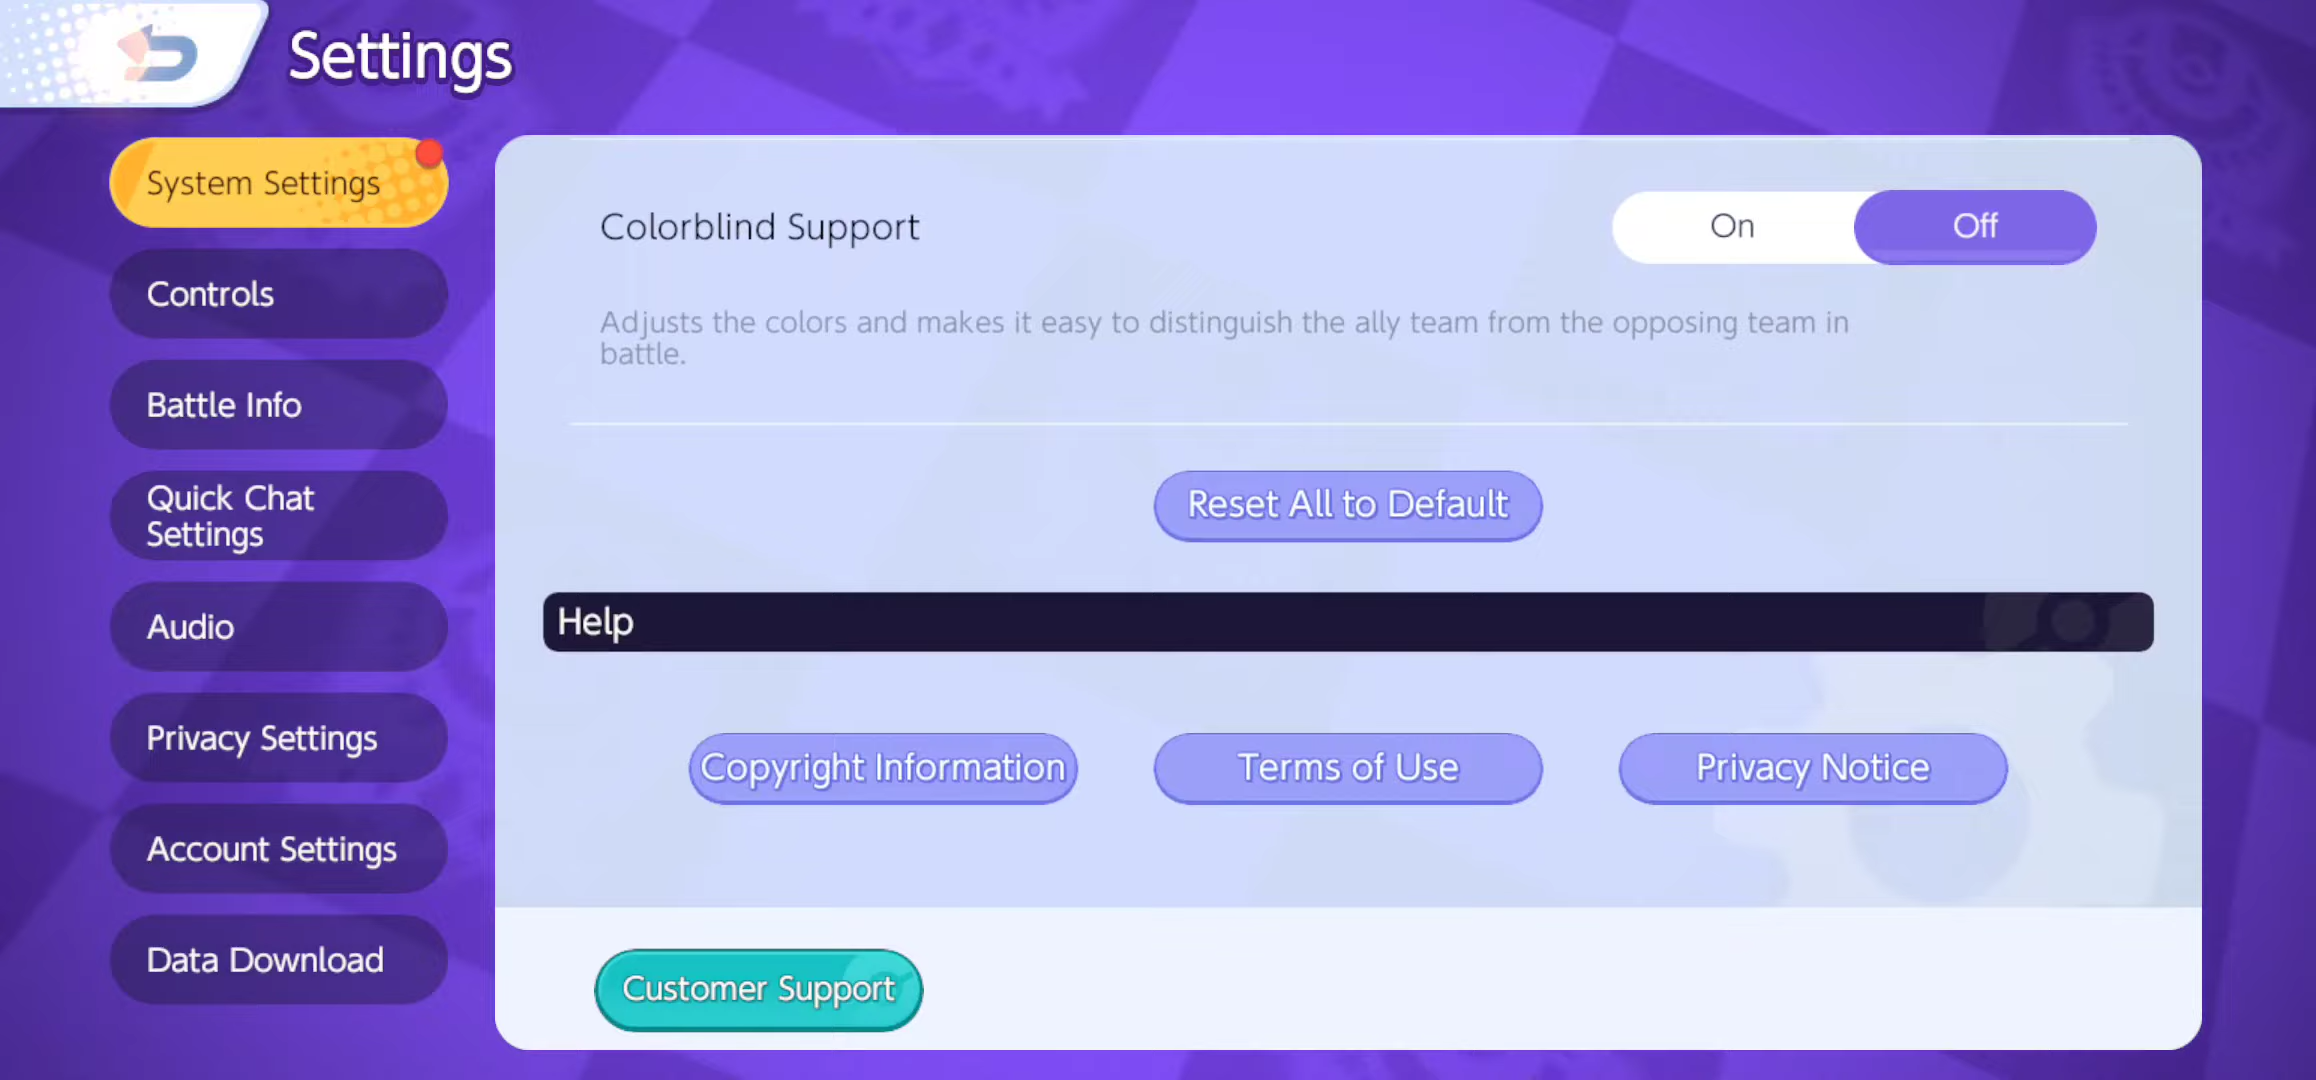 Settings
System Settings
Controls
Battle Info
Quick Chat
Settings
Audio
Privacy Settings
Account Settings
Data Download
Colorblind Support
On
Off
Adjusts the colors and makes it easy to distinguish the ally team from the opposing team in
battle.
Reset All to Default
Help
Copyright Information
Terms of Use
Privacy Notice
Customer Support